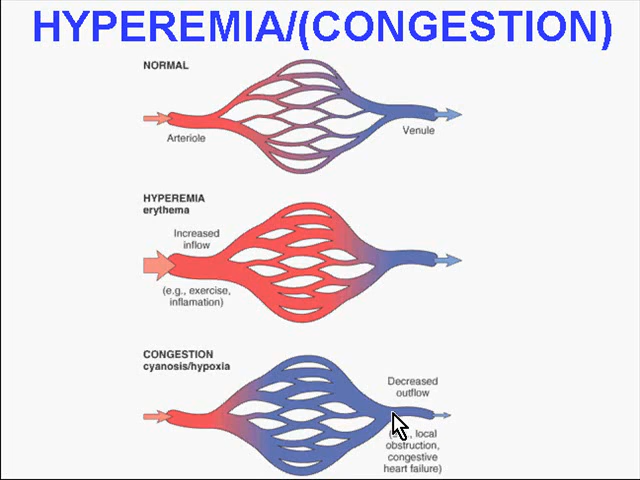 HYPEREMIA/(CONGESTION)
NORMAL
Arteriole
Venule
HYPEREMIA
erythema
Increased
inflow
(e.g., exercise,
inflamation)
CONGESTION
cyanosis/hypoxia
Decreased
outflow
local
obstruction,
congestive
heart failure)